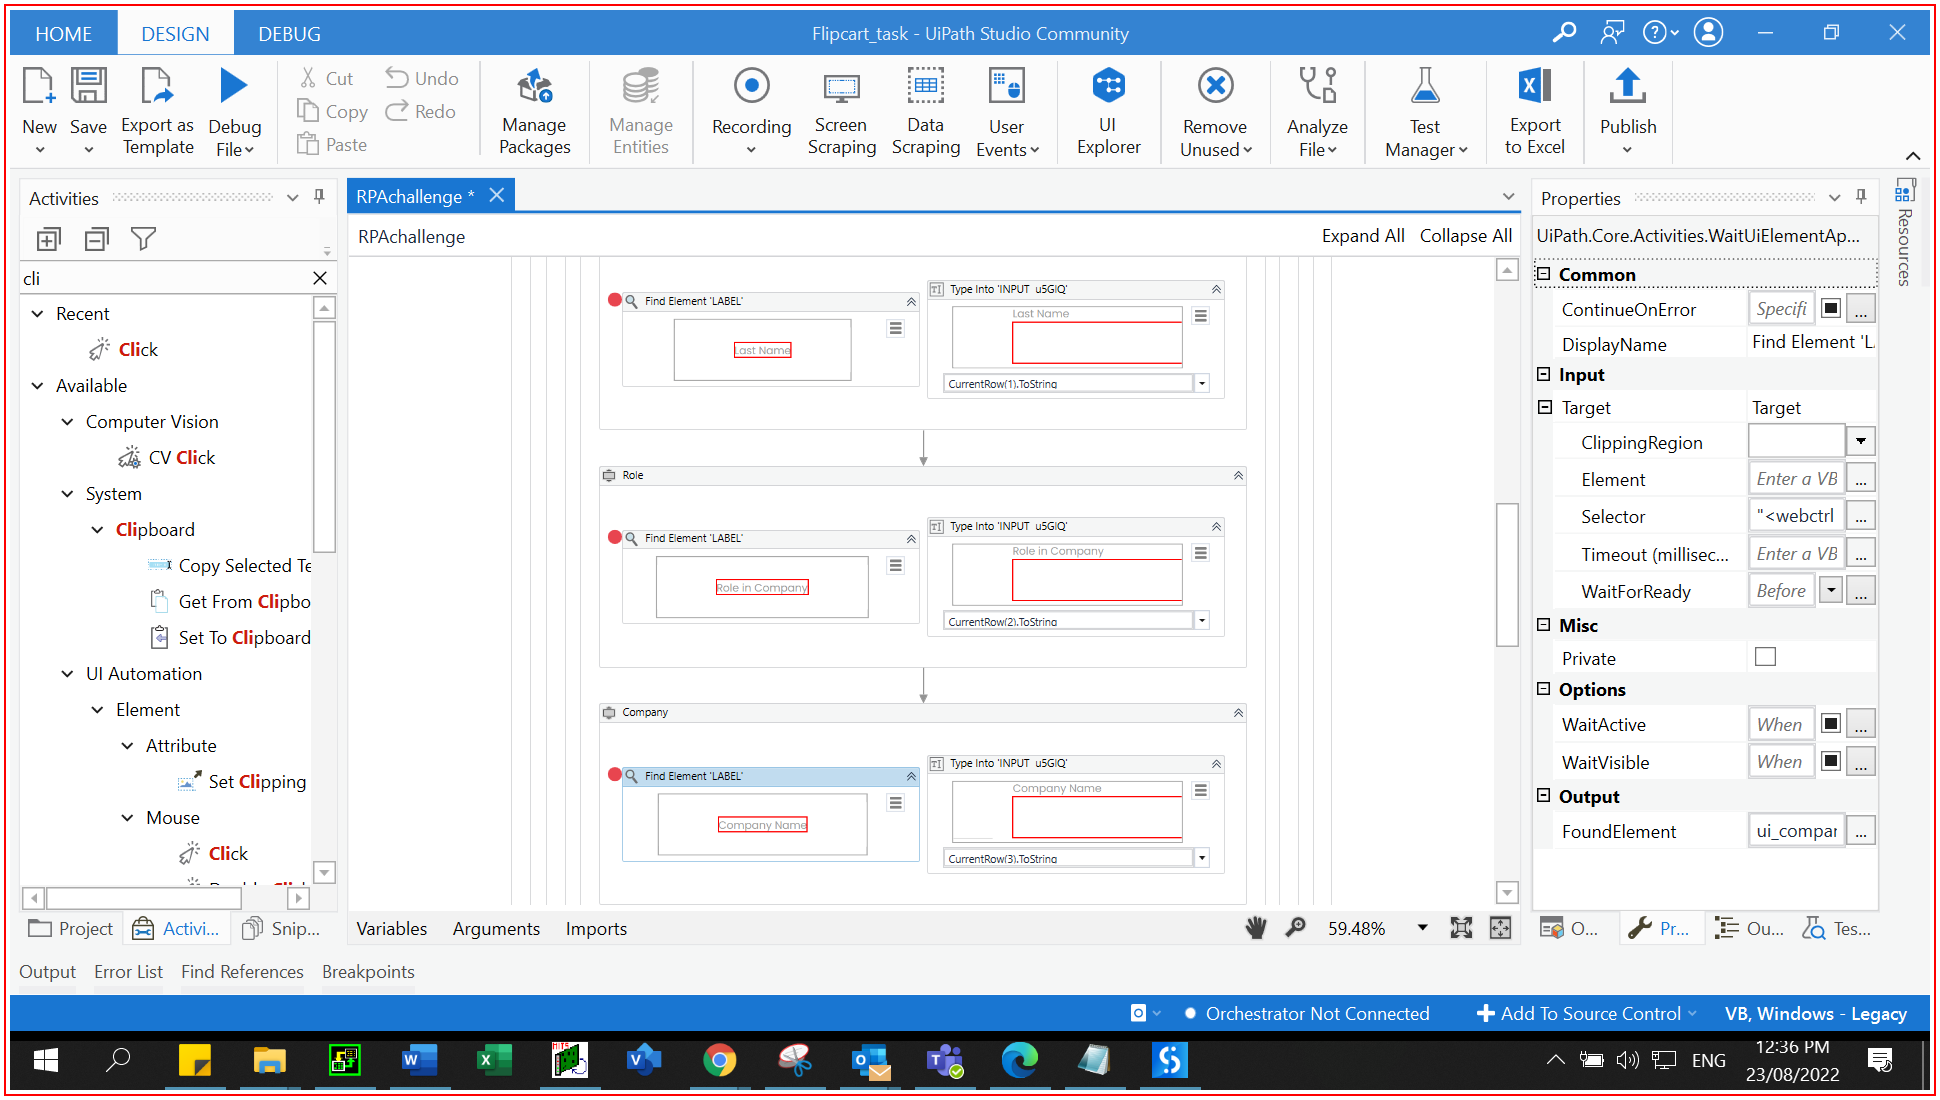 HOME DESIGN DEBUG Flipcart_task - UiPath Studio Community
New Save Export as Template Debug File
Cut Copy Paste Undo Redo
Manage Packages
Manage Entities
Recording
Screen Scraping
Data Scraping
User Events
UI Explorer
Remove Unused
Analyze File
Test Manager
Export to Excel
Publish
Activities
cli
Recent
Click
Available
Computer Vision
CV Click
System
Clipboard
Copy Selected Te
Get From Clipbo
Set To Clipboard
UI Automation
Element
Attribute
Set Clipping
Mouse
Click
Project Activi... Snip...
RPAchallenge *
RPAchallenge Expand All Collapse All
Find Element 'LABEL'
Last Name
Type Into 'INPUT u5GIQ'
Last Name
CurrentRow(1).ToString
Role
Find Element 'LABEL'
Role in Company
Type Into 'INPUT u5GIQ'
Role in Company
CurrentRow(2).ToString
Company
Find Element 'LABEL'
Company Name
Type Into 'INPUT u5GIQ'
Company Name
CurrentRow(3).ToString
Variables Arguments Imports 59.48%
Properties
UiPath.Core.Activities.WaitUiElementAp...
Common
ContinueOnError Specifi ...
DisplayName Find Element 'L
Input
Target Target
ClippingRegion
Element Enter a VB ...
Selector "<webctrl ...
Timeout (millisec... Enter a VB ...
WaitForReady Before ...
Misc
Private
Options
WaitActive When ...
WaitVisible When ...
Output
FoundElement ui_compar ...
O... Pr... Ou... Tes...
Resources
Output Error List Find References Breakpoints
Orchestrator Not Connected Add To Source Control VB, Windows - Legacy
ENG
12:36 PM
23/08/2022